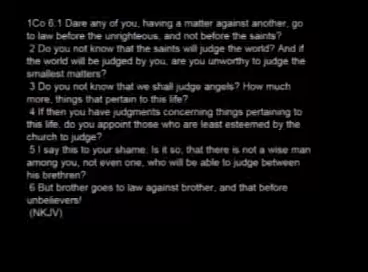 1Co 6.1 Dare any of you, having a matter against another, go
to law before the unrighteous, and not before the saints?
2 Do you not know that the saints will judge the world? And if
the world will be judged by you, are you unworthy to judge the
smallest matters?
3 Do you not know that we shall judge angels? How much
more, things that pertain to this life?
4 If then you have judgments concerning things pertaining to
this life, do you appoint those who are least esteemed by the
church to judge?
5 I say this to your shame. Is it so, that there is not a wise man
among you, not even one, who will be able to judge between
his brethren?
6 But brother goes to law against brother, and that before
unbelievers!
(NKJV)